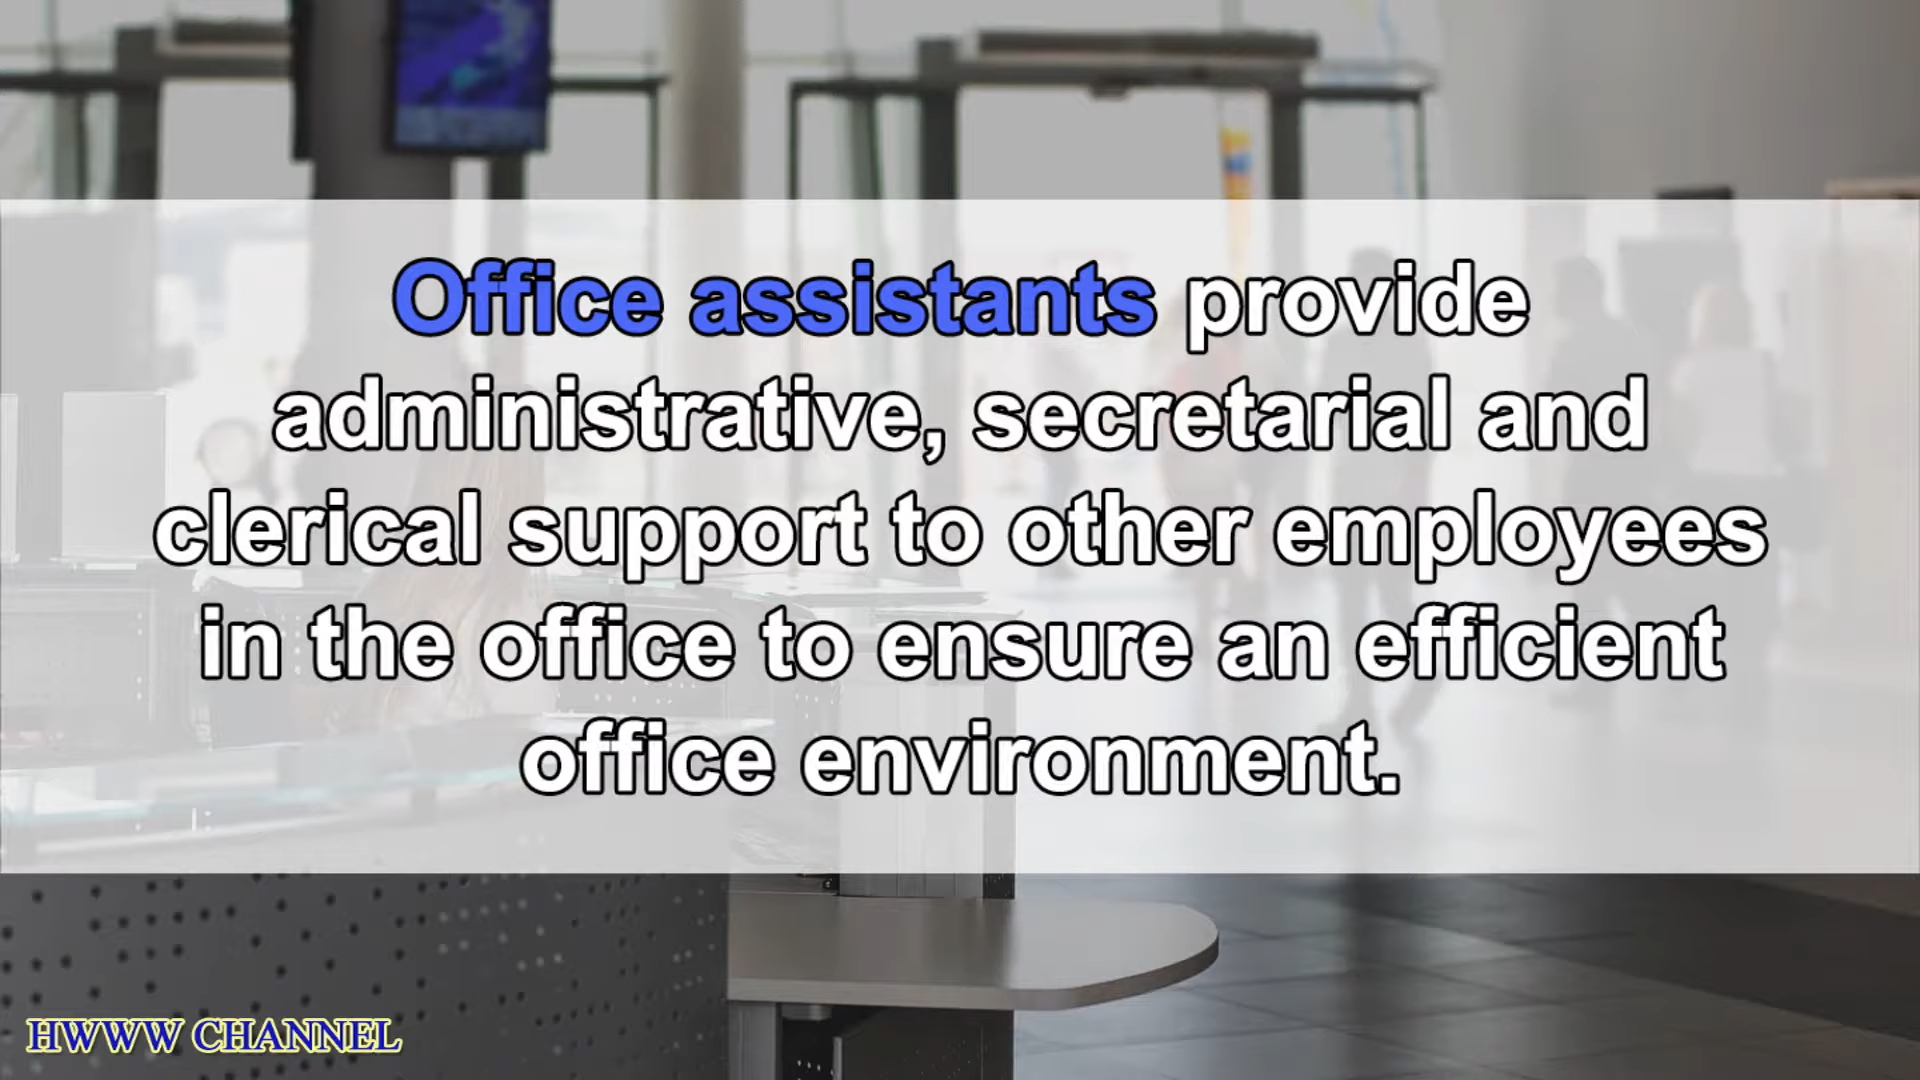 Office assistants provide
administrative, secretarial and
clerical support to other employees
in the office to ensure an efficient
office environment.
HWWW CHANNEL